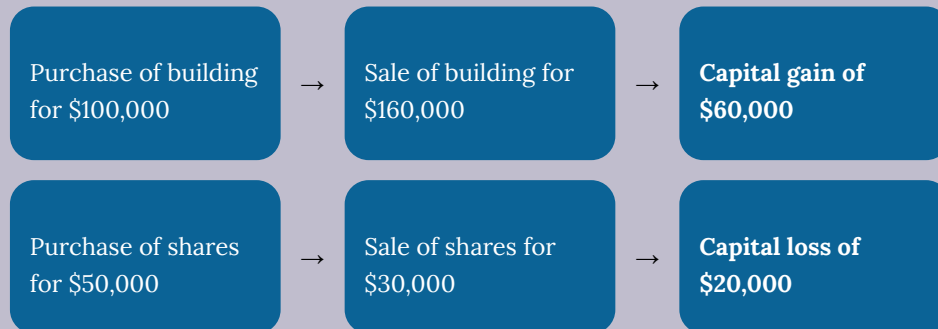 Purchase of building
for $100,000
→
Sale of building for
$160,000
→
Capital gain of
$60,000
Purchase of shares
for $50,000
→
Sale of shares for
$30,000
→
Capital loss of
$20,000